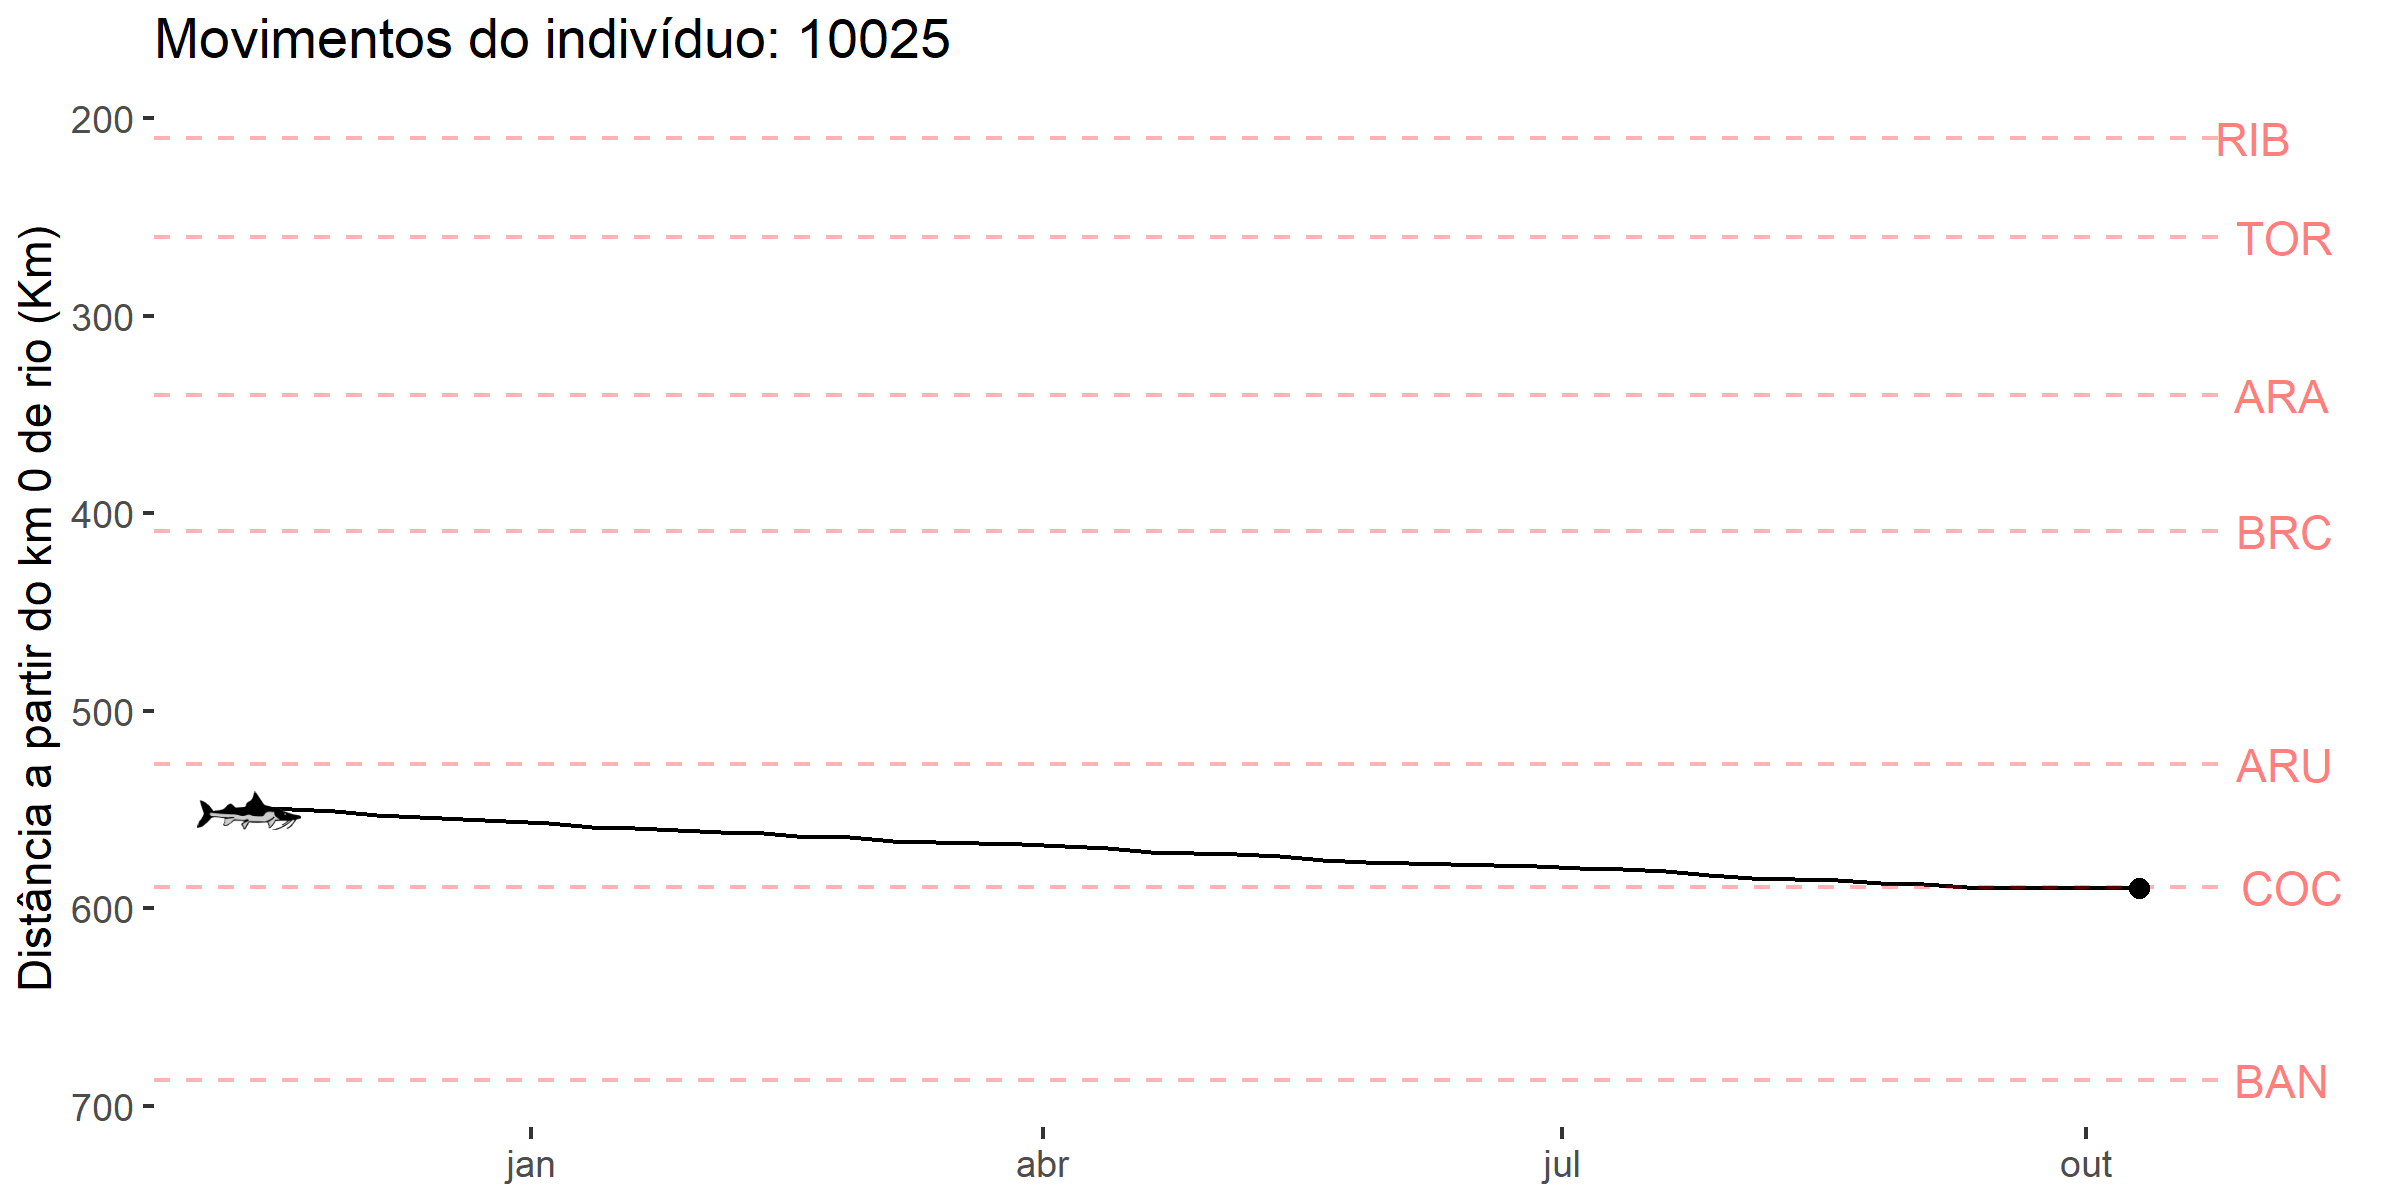 Movimentos do indivíduo: 10025
Distância a partir do km 0 de rio (Km)
200
300
400
500
600
700
RIB
TOR
ARA
BRC
ARU
COC
BAN
jan
abr
jul
out